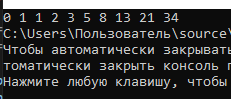 0 1 1 2 3 5 8 13 21 34
C:\Users\Пользователь\source\
Чтобы автоматически закрывать
томатически закрыть консоль п
Нажмите любую клавишу, чтобы